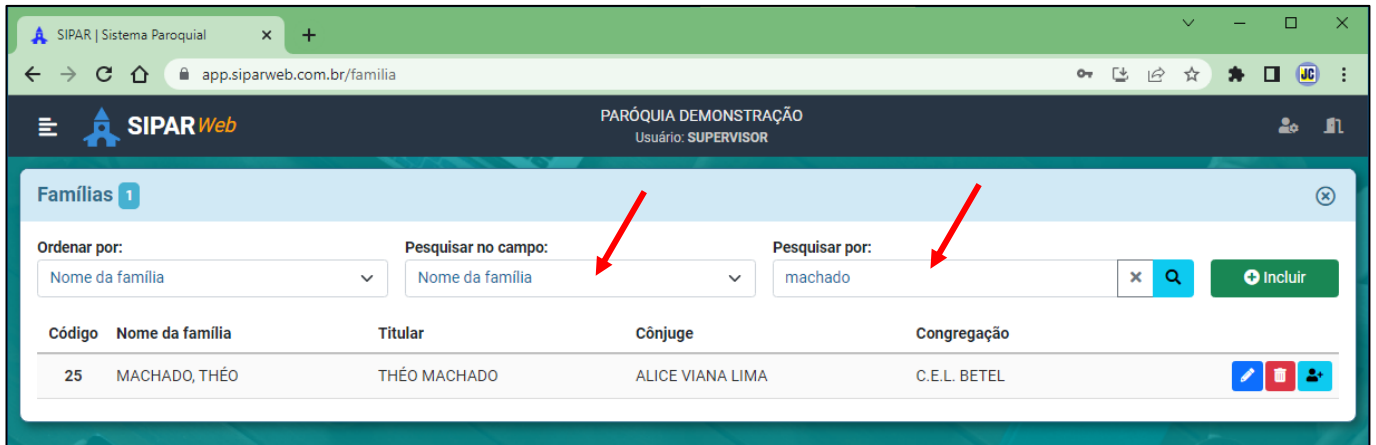 SIPAR | Sistema Paroquial
app.siparweb.com.br/familia
JC
SIPAR Web
PARÓQUIA DEMONSTRAÇÃO
Usuário: SUPERVISOR
Famílias 1
Ordenar por: Pesquisar no campo: Pesquisar por:
Nome da família Nome da família machado Incluir
Código Nome da família Titular Cônjuge Congregação
25 MACHADO, THÉO THÉO MACHADO ALICE VIANA LIMA C.E.L. BETEL